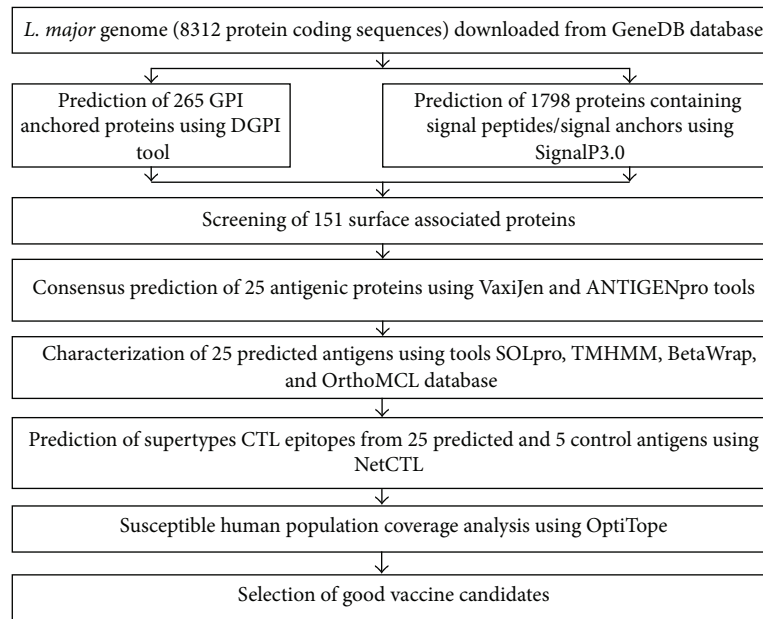 L. major genome (8312 protein coding sequences) downloaded from GeneDB database
Prediction of 265 GPI
anchored proteins using DGPI
tool
Prediction of 1798 proteins containing
signal peptides/signal anchors using
SignalP3.0
Screening of 151 surface associated proteins
Consensus prediction of 25 antigenic proteins using VaxiJen and ANTIGENpro tools
Characterization of 25 predicted antigens using tools SOLpro, TMHMM, BetaWrap,
and OrthoMCL database
Prediction of supertypes CTL epitopes from 25 predicted and 5 control antigens using
NetCTL
Susceptible human population coverage analysis using OptiTope
Selection of good vaccine candidates